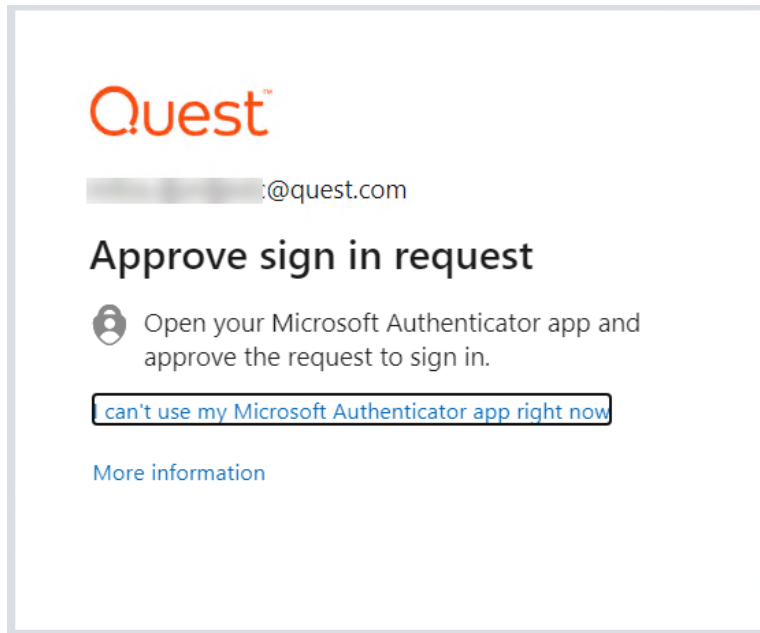 Quest™
:@quest.com
Approve sign in request
Open your Microsoft Authenticator app and
approve the request to sign in.
I can't use my Microsoft Authenticator app right now
More information